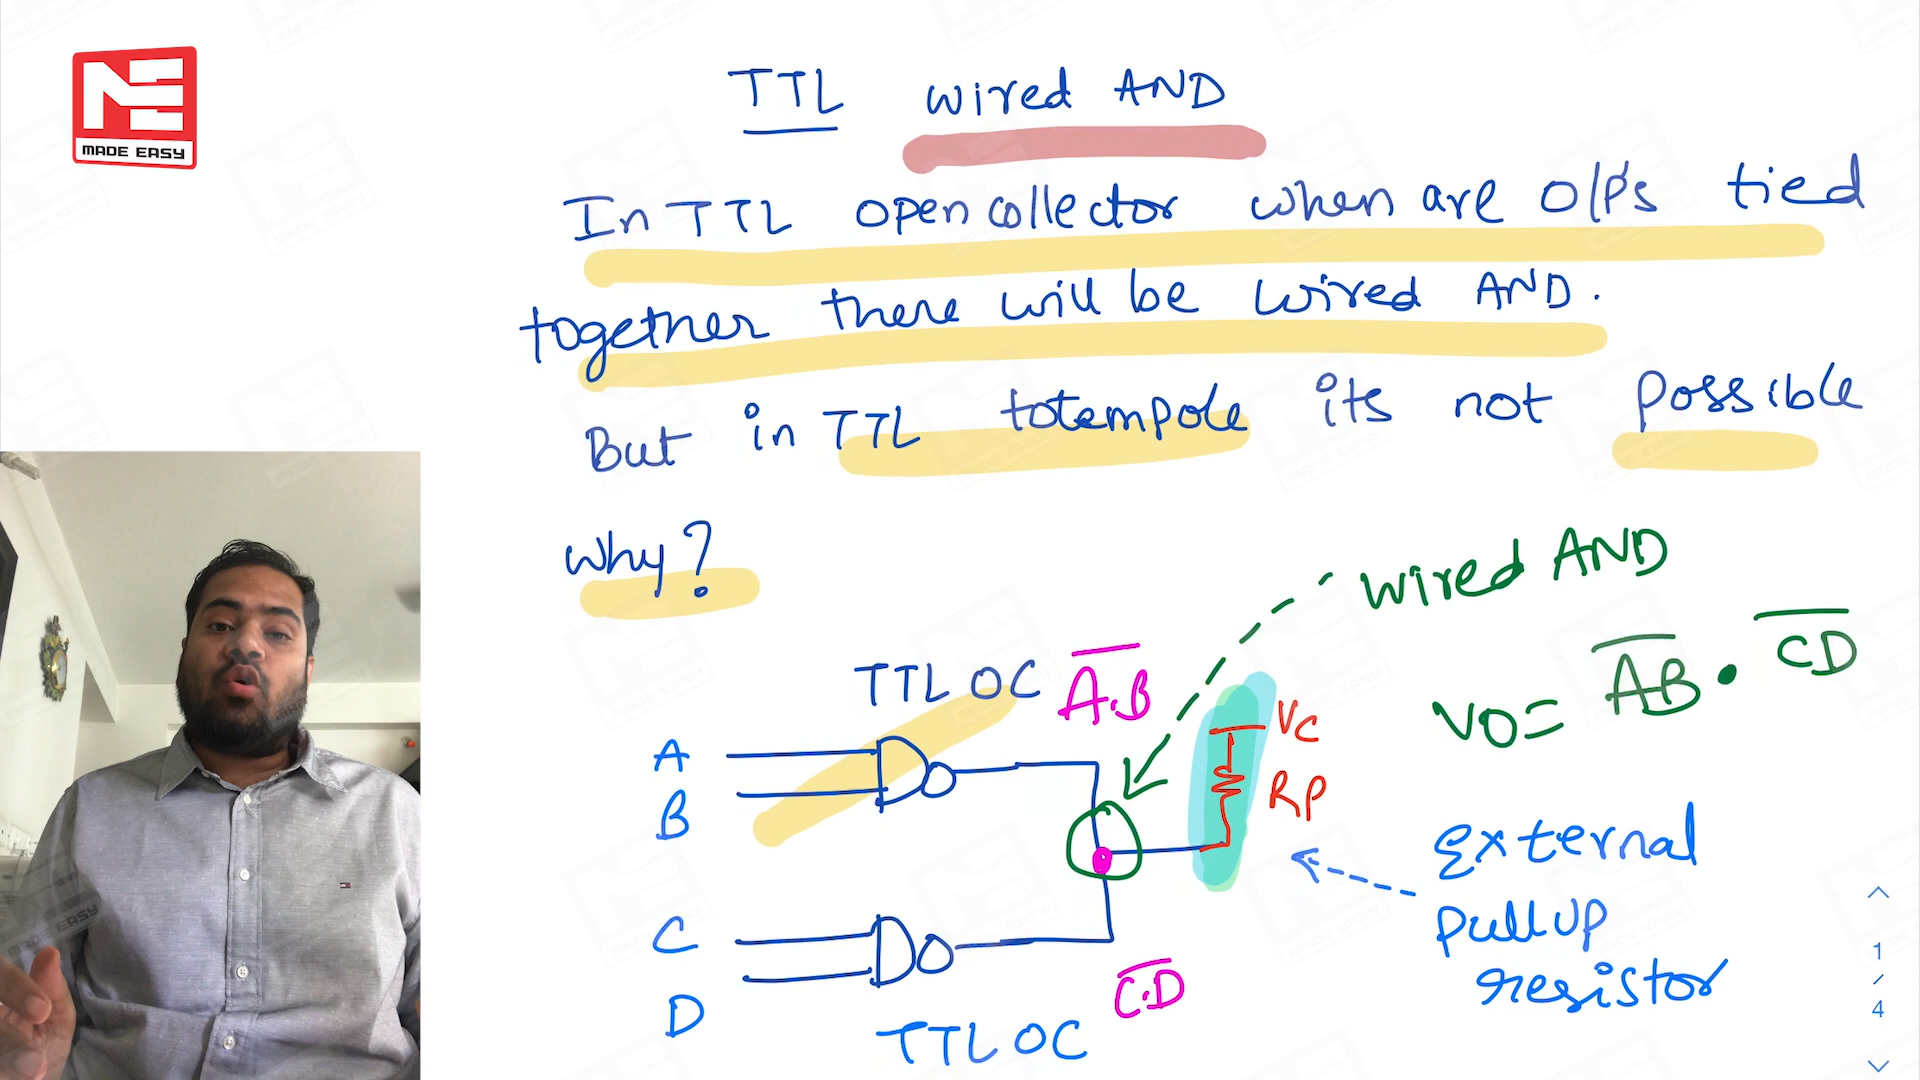 MADE EASY
TTL wired AND
In TTL open collector when are O/P's tied
together there will be wired AND.
But in TTL totempole its not possible
Why?
wired AND
TTL OC
A.B
VO= AB . CD
A
B
VC
RP
External
pullup
resistor
C
D
C.D
TTL OC
1
/
4